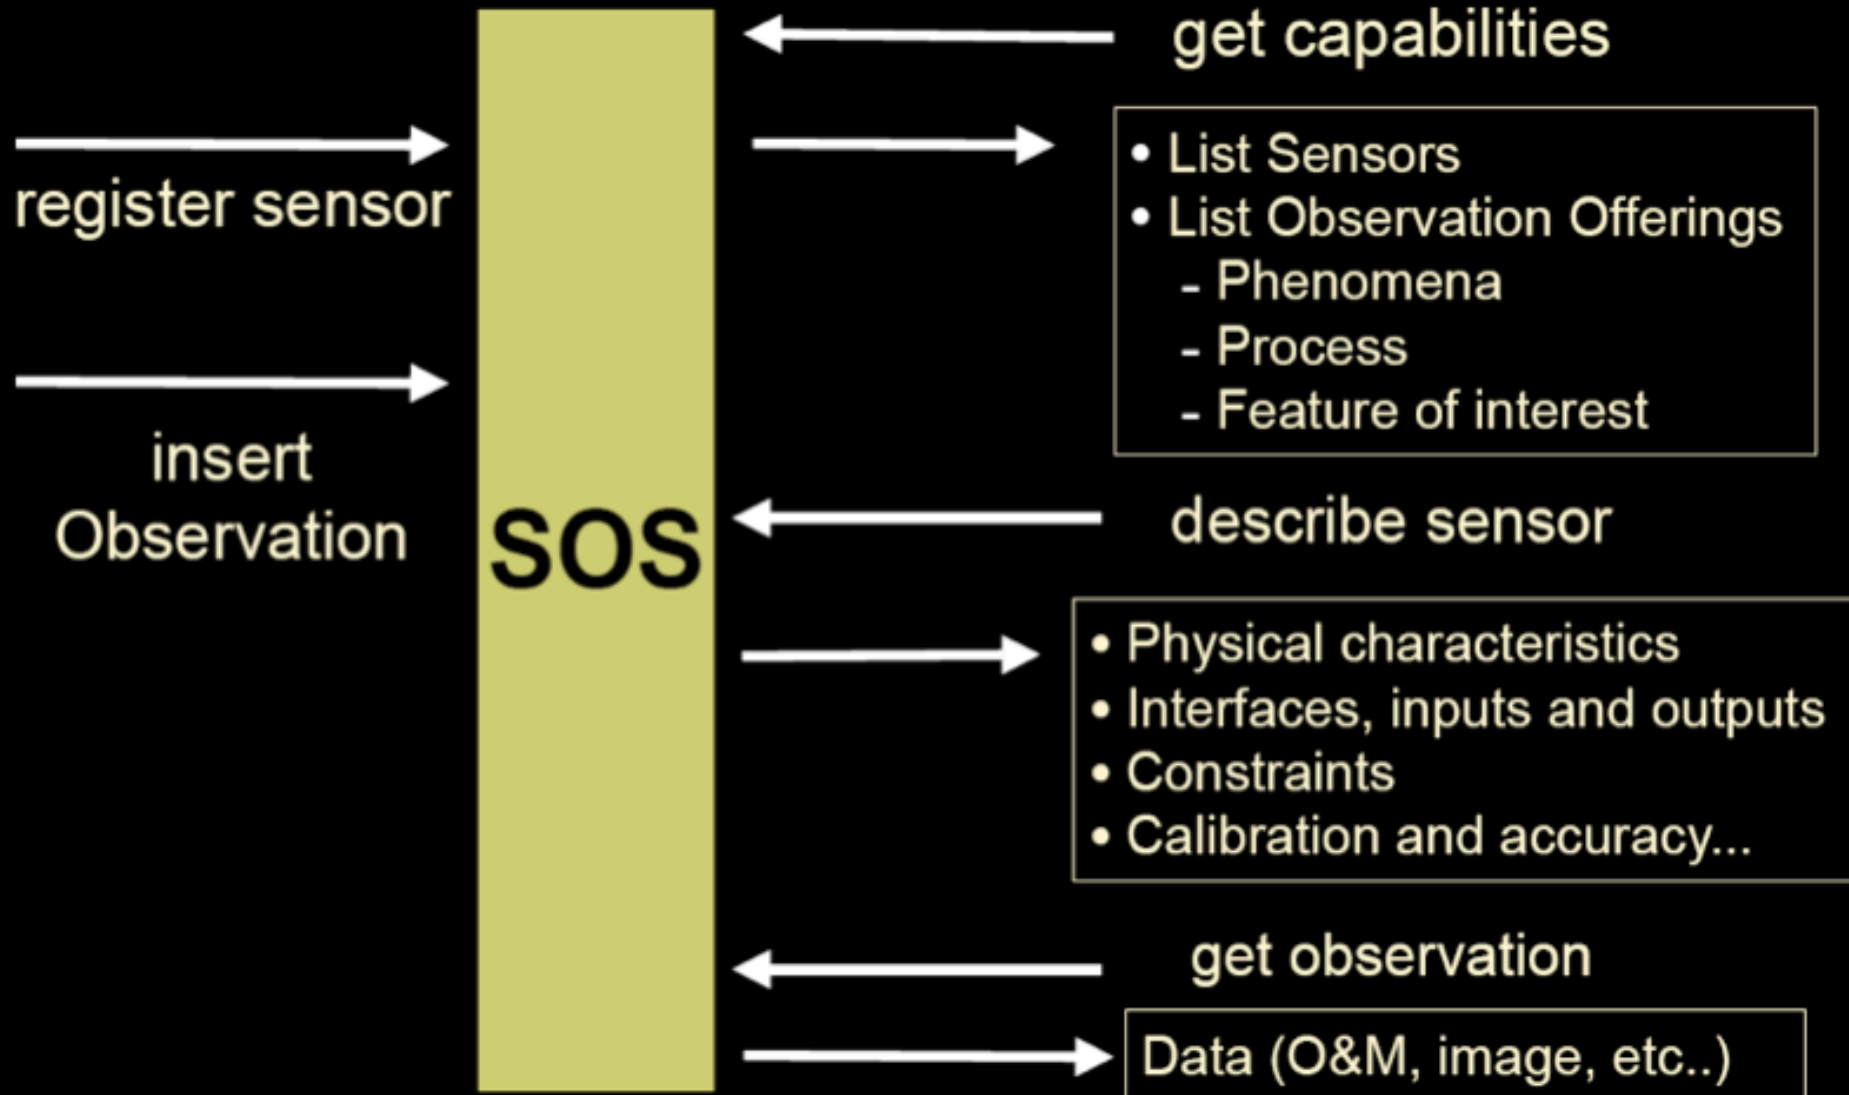 register sensor
insert
Observation
SOS
get capabilities
• List Sensors
• List Observation Offerings
- Phenomena
- Process
- Feature of interest
describe sensor
• Physical characteristics
• Interfaces, inputs and outputs
• Constraints
• Calibration and accuracy...
get observation
Data (O&M, image, etc..)